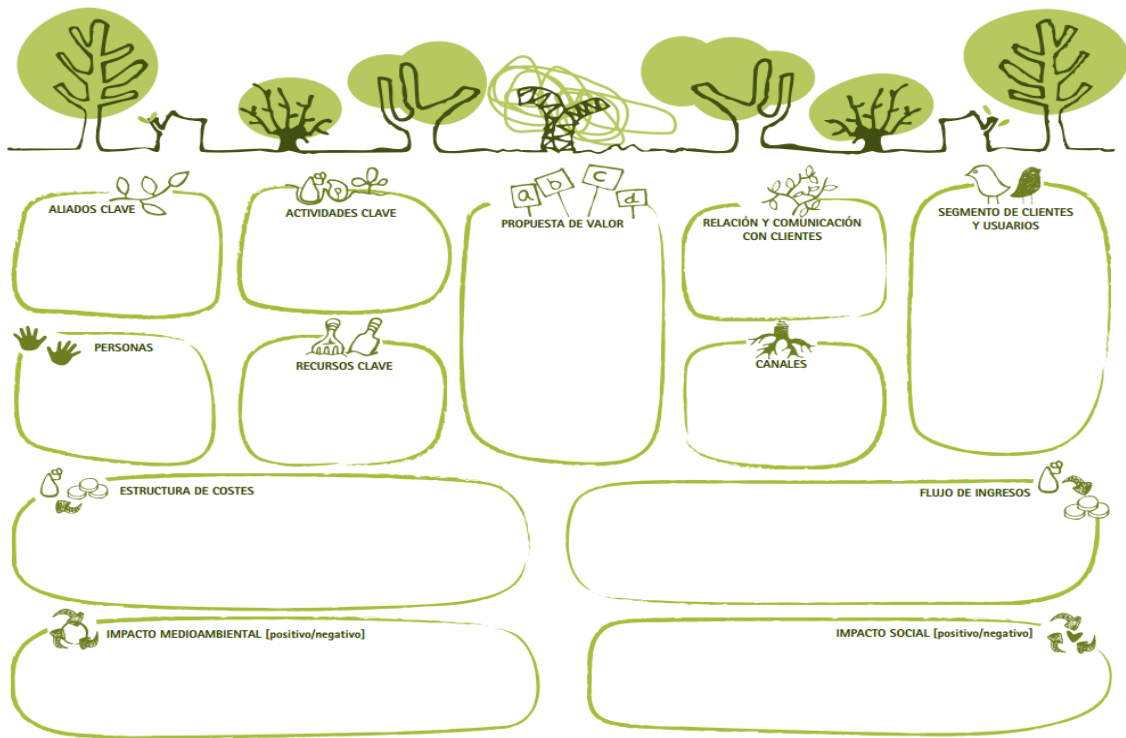 a
b
c
d
ALIADOS CLAVE
ACTIVIDADES CLAVE
PROPUESTA DE VALOR
RELACIÓN Y COMUNICACIÓN
CON CLIENTES
SEGMENTO DE CLIENTES
Y USUARIOS
PERSONAS
RECURSOS CLAVE
CANALES
ESTRUCTURA DE COSTES
FLUJO DE INGRESOS
IMPACTO MEDIOAMBIENTAL [positivo/negativo]
IMPACTO SOCIAL [positivo/negativo]